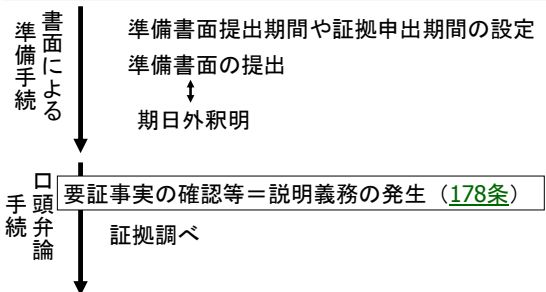 書面による
準備手続
準備書面提出期間や証拠申出期間の設定
準備書面の提出
期日外釈明
口頭弁論
手続
要証事実の確認等＝説明義務の発生（178条）
証拠調べ